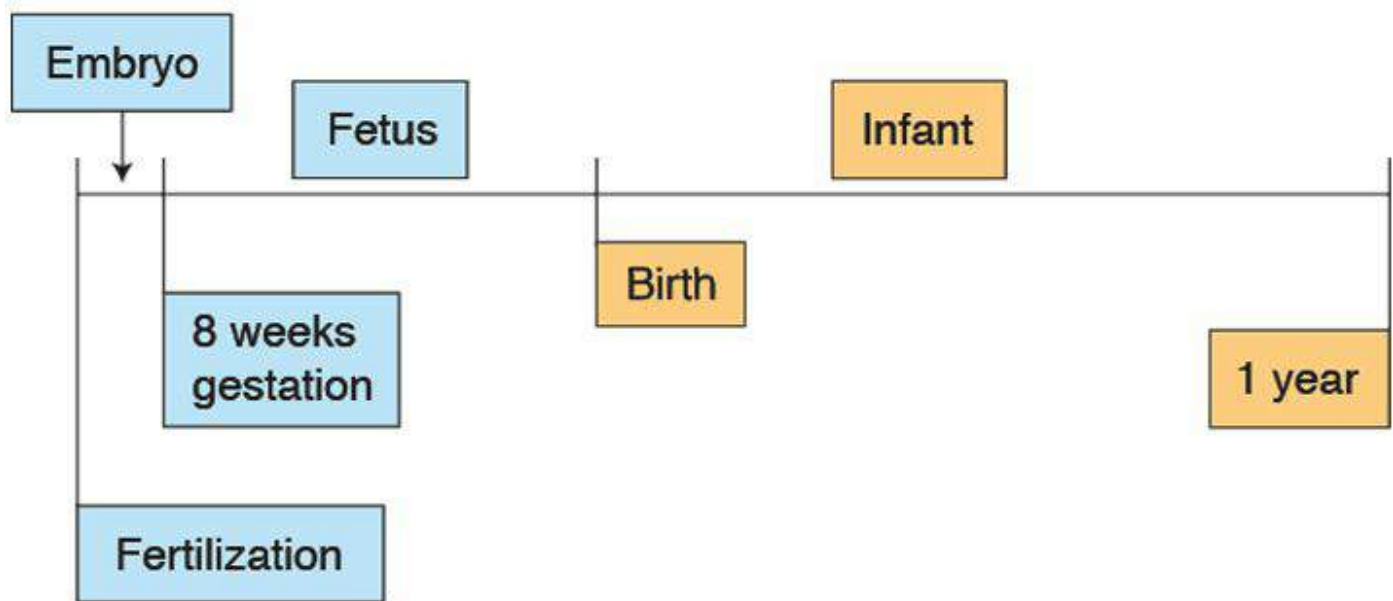 Embryo
Fetus
Infant
Birth
8 weeks
gestation
1 year
Fertilization